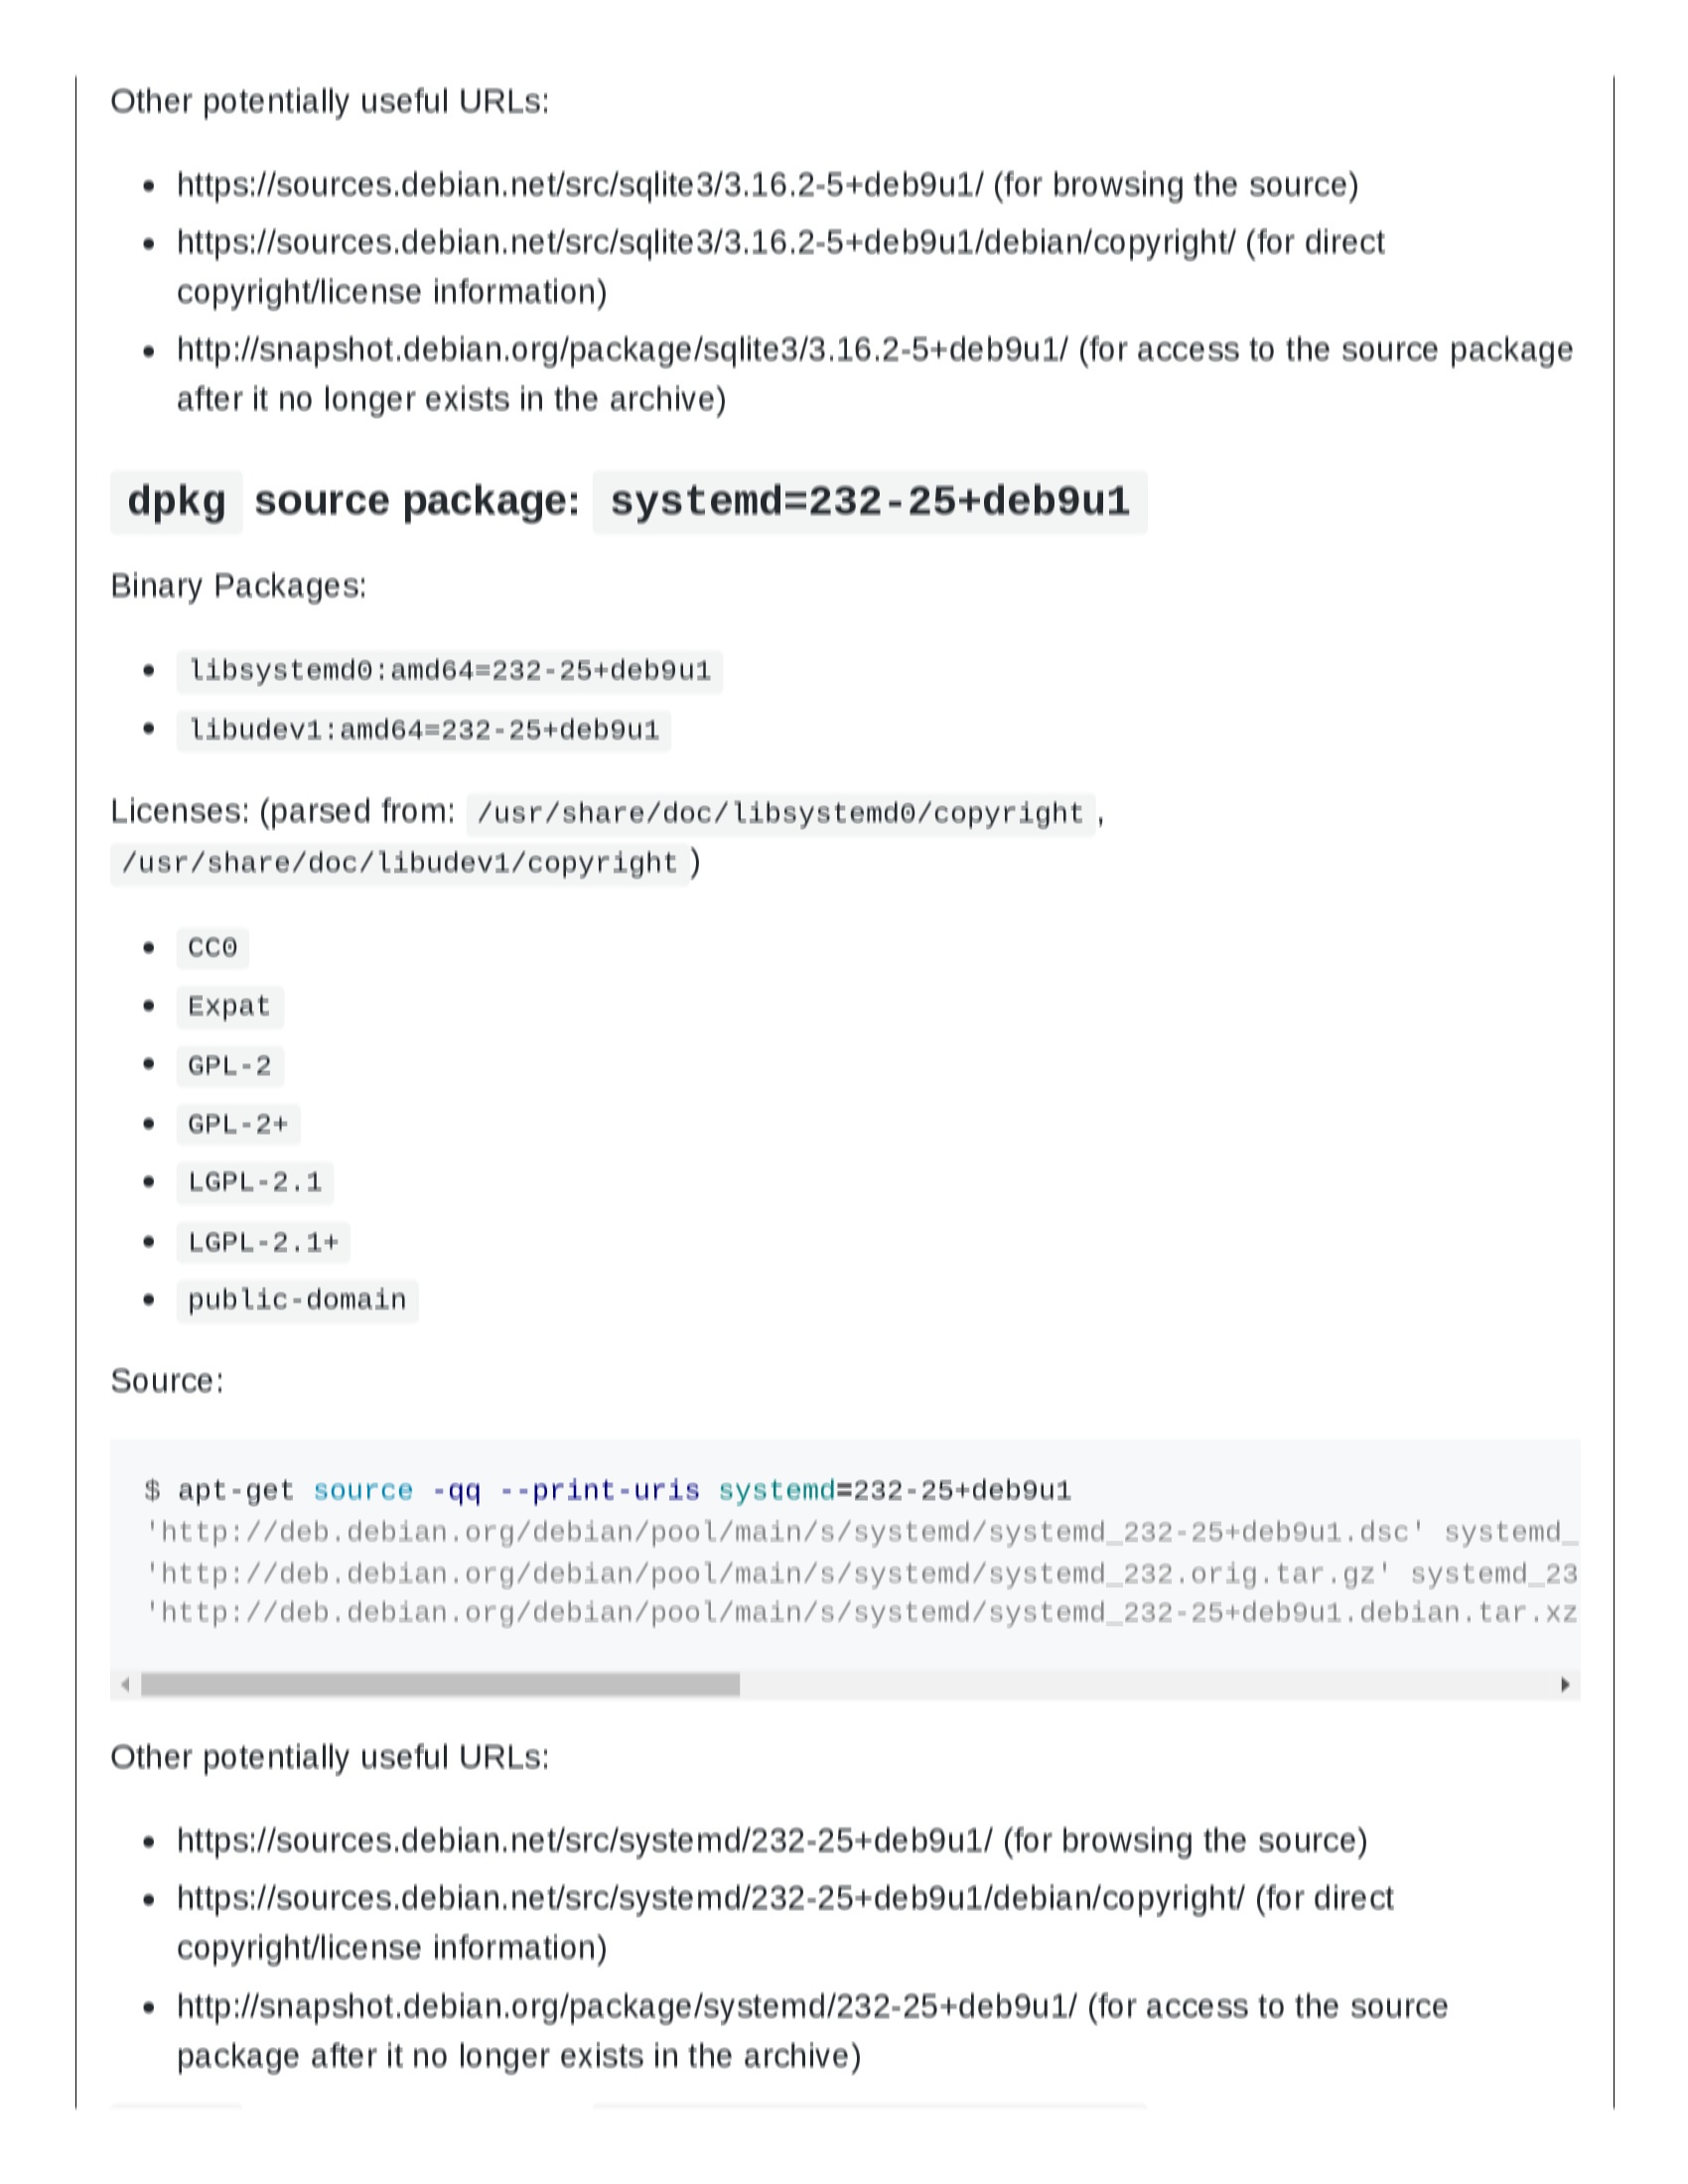 Other potentially useful URLs:
https://sources.debian.net/src/sqlite3/3.16.2-5+deb9u1/ (for browsing the source)
https://sources.debian.net/src/sqlite3/3.16.2-5+deb9u1/debian/copyright/ (for direct
copyright/license information)
http://snapshot.debian.org/package/sqlite3/3.16.2-5+deb9u1/ (for access to the source package
after it no longer exists in the archive)
dpkg source package: systemd=232-25+deb9u1
Binary Packages:
libsystemd0:amd64=232-25+deb9u1
libudev1:amd64=232-25+deb9u1
Licenses: (parsed from: /usr/share/doc/libsystemd0/copyright ,
/usr/share/doc/libudev1/copyright )
CC0
Expat
GPL-2
GPL-2+
LGPL-2.1
LGPL-2.1+
public-domain
Source:
$ apt-get source -qq --print-uris systemd=232-25+deb9u1
'http://deb.debian.org/debian/pool/main/s/systemd/systemd_232-25+deb9u1.dsc' systemd_
'http://deb.debian.org/debian/pool/main/s/systemd/systemd_232.orig.tar.gz' systemd_23
'http://deb.debian.org/debian/pool/main/s/systemd/systemd_232-25+deb9u1.debian.tar.xz
Other potentially useful URLs:
https://sources.debian.net/src/systemd/232-25+deb9u1/ (for browsing the source)
https://sources.debian.net/src/systemd/232-25+deb9u1/debian/copyright/ (for direct
copyright/license information)
http://snapshot.debian.org/package/systemd/232-25+deb9u1/ (for access to the source
package after it no longer exists in the archive)